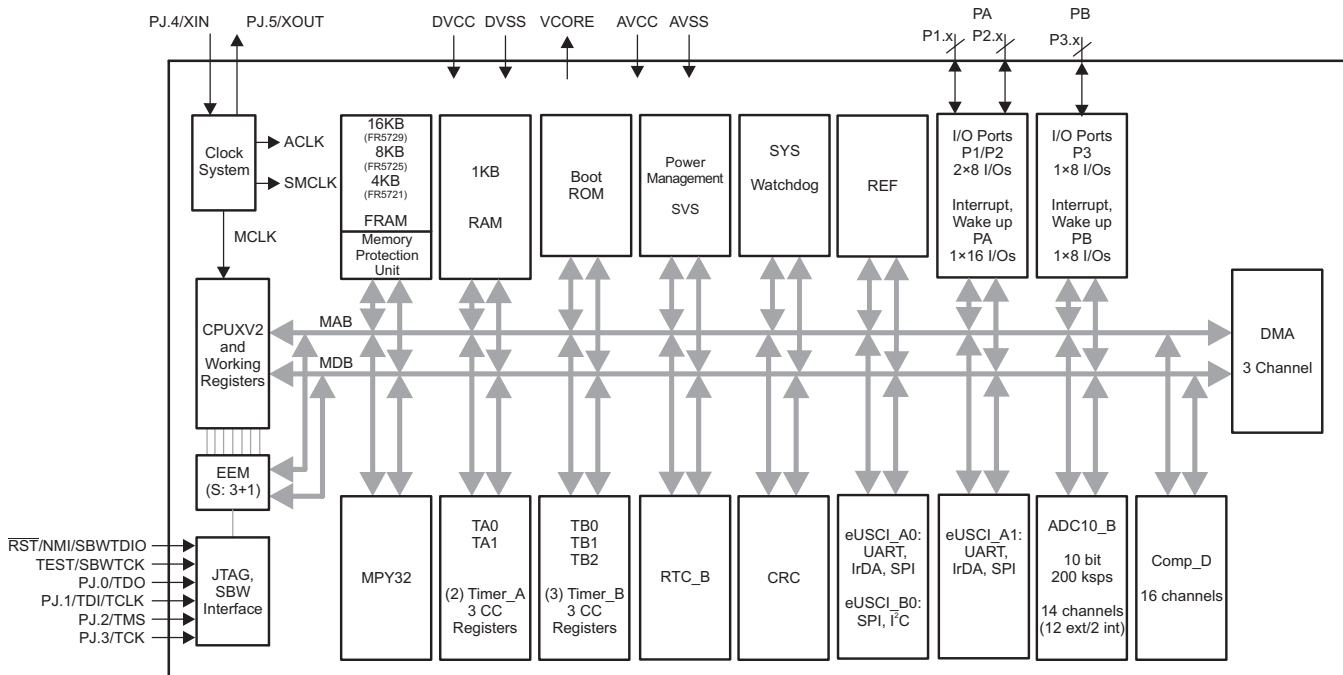 PJ.4/XIN
PJ.5/XOUT
DVCC
DVSS
VCORE
AVCC
AVSS
PA
P1.x
P2.x
PB
P3.x
Clock
System
ACLK
SMCLK
MCLK
16KB
(FR5729)
8KB
(FR5725)
4KB
(FR5721)
FRAM
Memory
Protection
Unit
1KB
RAM
Boot
ROM
Power
Management
SVS
SYS
Watchdog
REF
I/O Ports
P1/P2
2×8 I/Os
Interrupt,
Wake up
PA
1×16 I/Os
I/O Ports
P3
1×8 I/Os
Interrupt,
Wake up
PB
1×8 I/Os
CPUXV2
and
Working
Registers
MAB
MDB
DMA
3 Channel
EEM
(S: 3+1)
RST/NMI/SBWTDIO
TEST/SBWTCK
PJ.0/TDO
PJ.1/TDI/TCLK
PJ.2/TMS
PJ.3/TCK
JTAG,
SBW
Interface
MPY32
TA0
TA1
(2) Timer_A
3 CC
Registers
TB0
TB1
TB2
(3) Timer_B
3 CC
Registers
RTC_B
CRC
eUSCI_A0:
UART,
IrDA, SPI
eUSCI_B0:
SPI, I²C
eUSCI_A1:
UART,
IrDA, SPI
ADC10_B
10 bit
200 ksps
14 channels
(12 ext/2 int)
Comp_D
16 channels